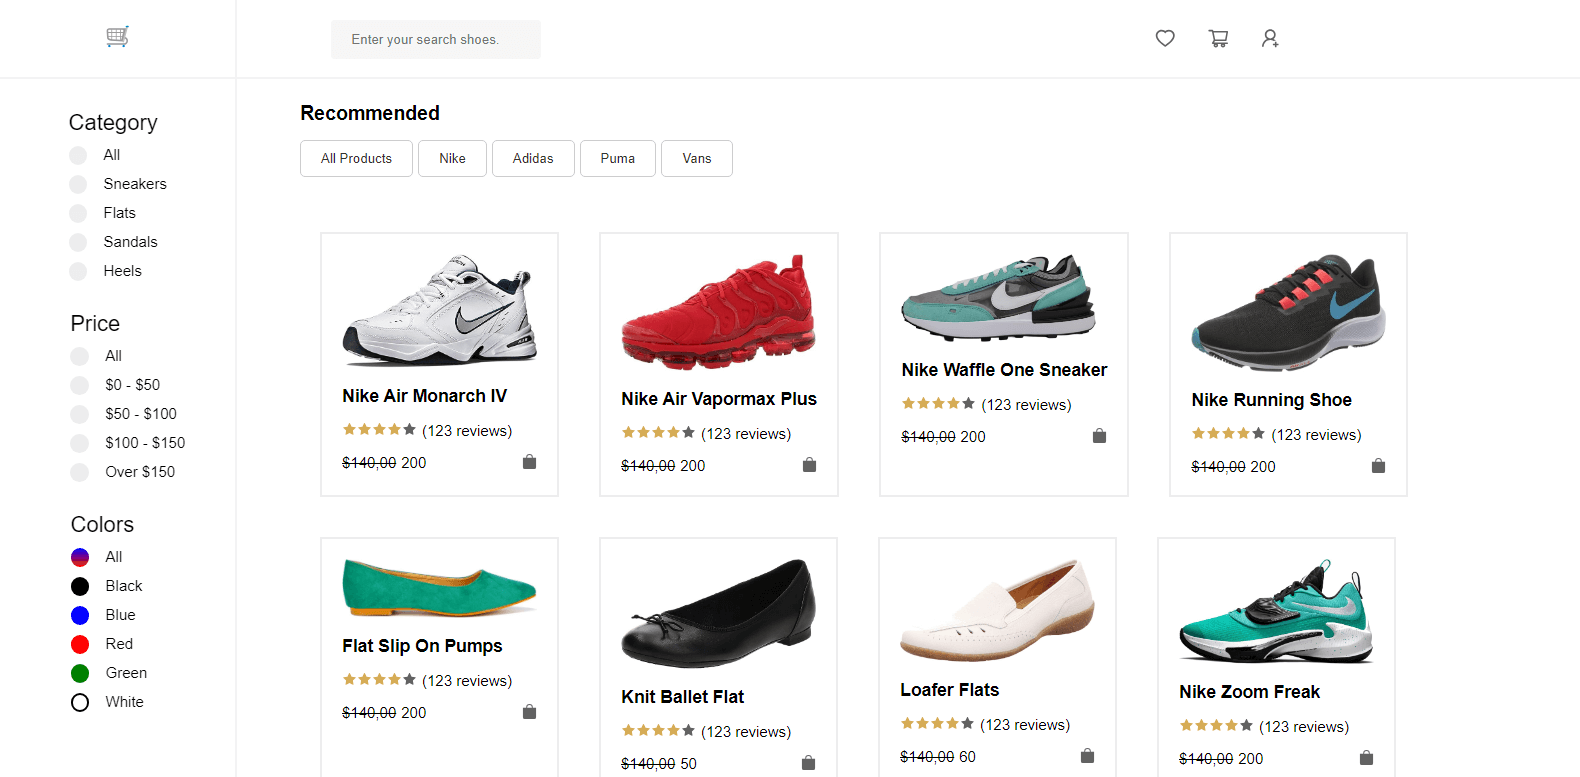 Enter your search shoes.
Category
All
Sneakers
Flats
Sandals
Heels
Price
All
$0 - $50
$50 - $100
$100 - $150
Over $150
Colors
All
Black
Blue
Red
Green
White
Recommended
All Products
Nike
Adidas
Puma
Vans
Nike Air Monarch IV
(123 reviews)
$140,00 200
Nike Air Vapormax Plus
(123 reviews)
$140,00 200
Nike Waffle One Sneaker
(123 reviews)
$140,00 200
Nike Running Shoe
(123 reviews)
$140,00 200
Flat Slip On Pumps
(123 reviews)
$140,00 200
Knit Ballet Flat
(123 reviews)
$140,00 50
Loafer Flats
(123 reviews)
$140,00 60
Nike Zoom Freak
(123 reviews)
$140,00 200